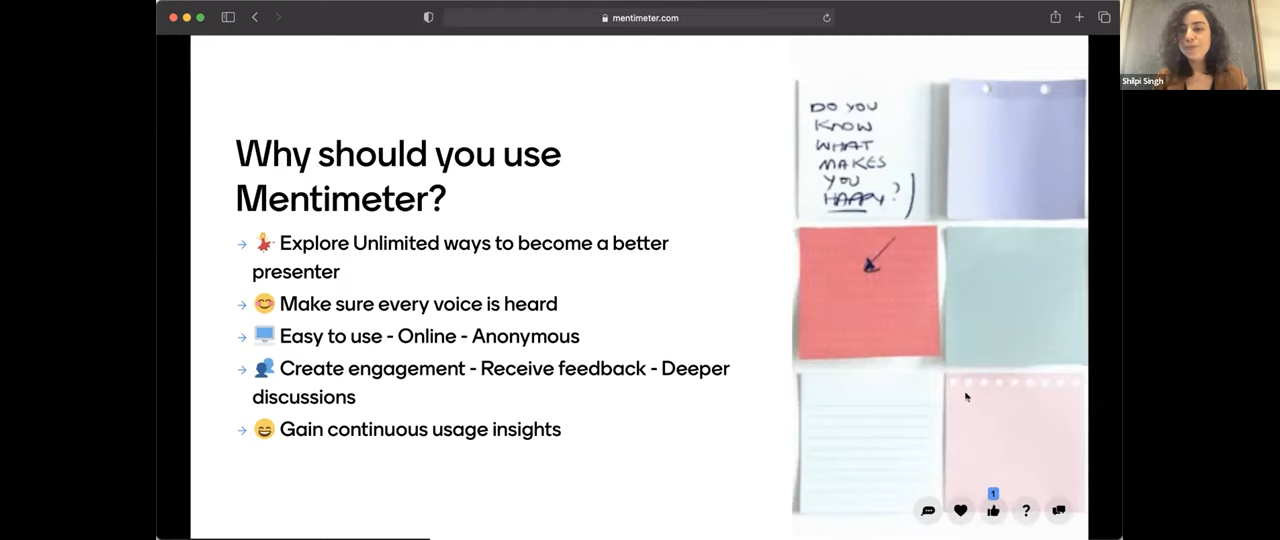 mentimeter.com
Shilpi Singh
Why should you use
Mentimeter?
→ 💃 Explore Unlimited ways to become a better
presenter
→ 😊 Make sure every voice is heard
→ 🖥️ Easy to use - Online - Anonymous
→ 👥 Create engagement - Receive feedback - Deeper
discussions
→ 😄 Gain continuous usage insights
DO YOU
KNOW
WHAT
MAKES
YOU
HAPPY?
1
?